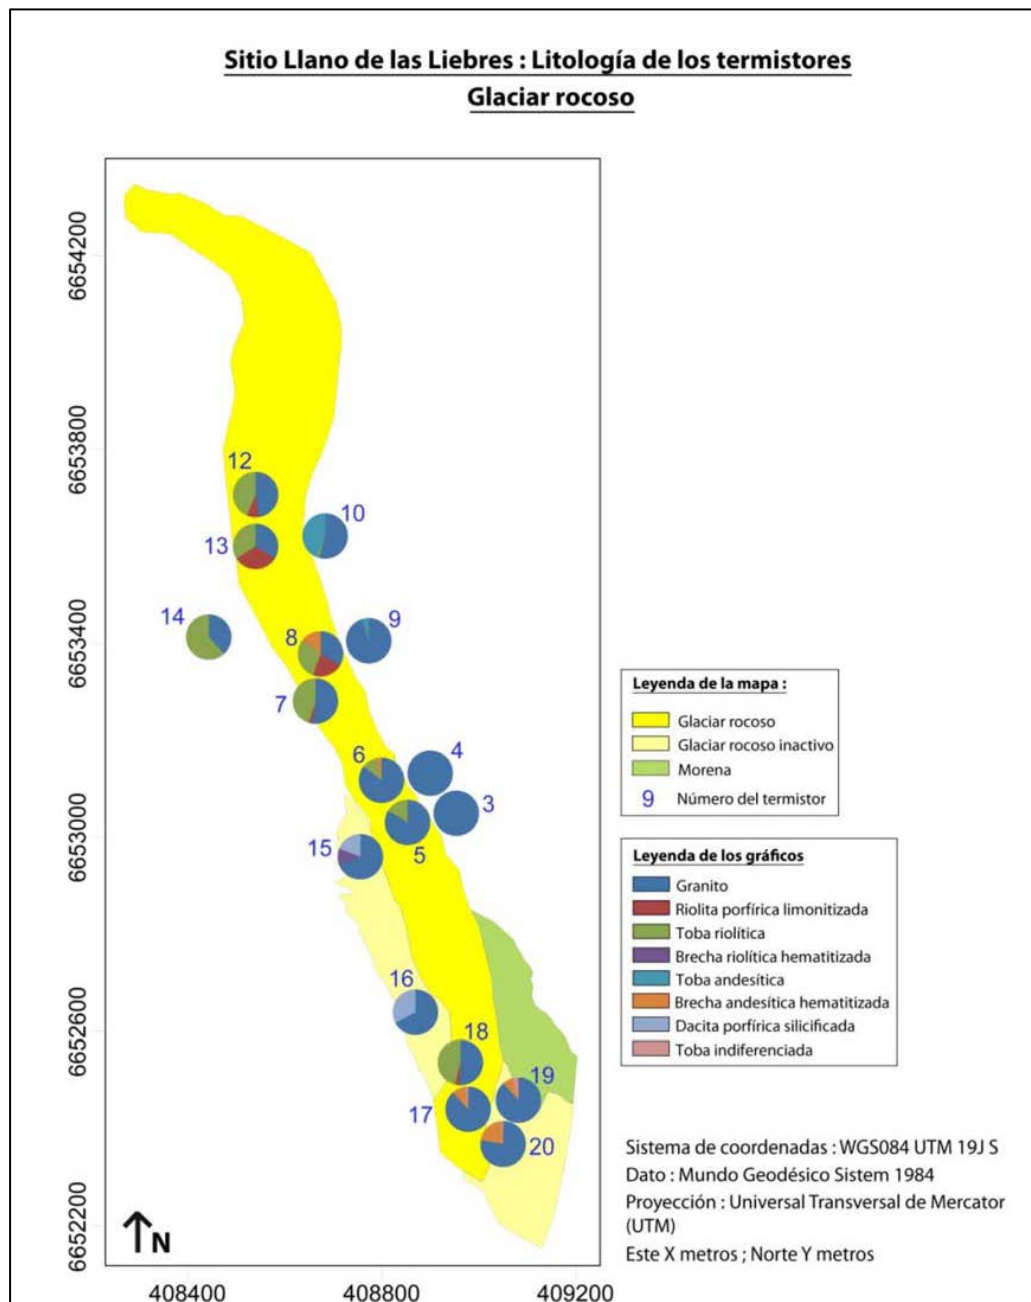 Sitio Llano de las Liebres : Litología de los termistores
Glaciar rocoso
6654200
6653800
6653400
6653000
6652600
6652200
12
10
13
14
9
8
7
4
6
3
5
15
16
18
19
17
20
N
408400
408800
409200
Leyenda de la mapa :
Glaciar rocoso
Glaciar rocoso inactivo
Morena
9 Número del termistor
Leyenda de los gráficos
Granito
Riolita porfírica limonitizada
Toba riolítica
Brecha riolítica hematitizada
Toba andesítica
Brecha andesítica hematitizada
Dacita porfírica silicificada
Toba indiferenciada
Sistema de coordenadas : WGS084 UTM 19J S
Dato : Mundo Geodésico Sistem 1984
Proyección : Universal Transversal de Mercator
(UTM)
Este X metros ; Norte Y metros